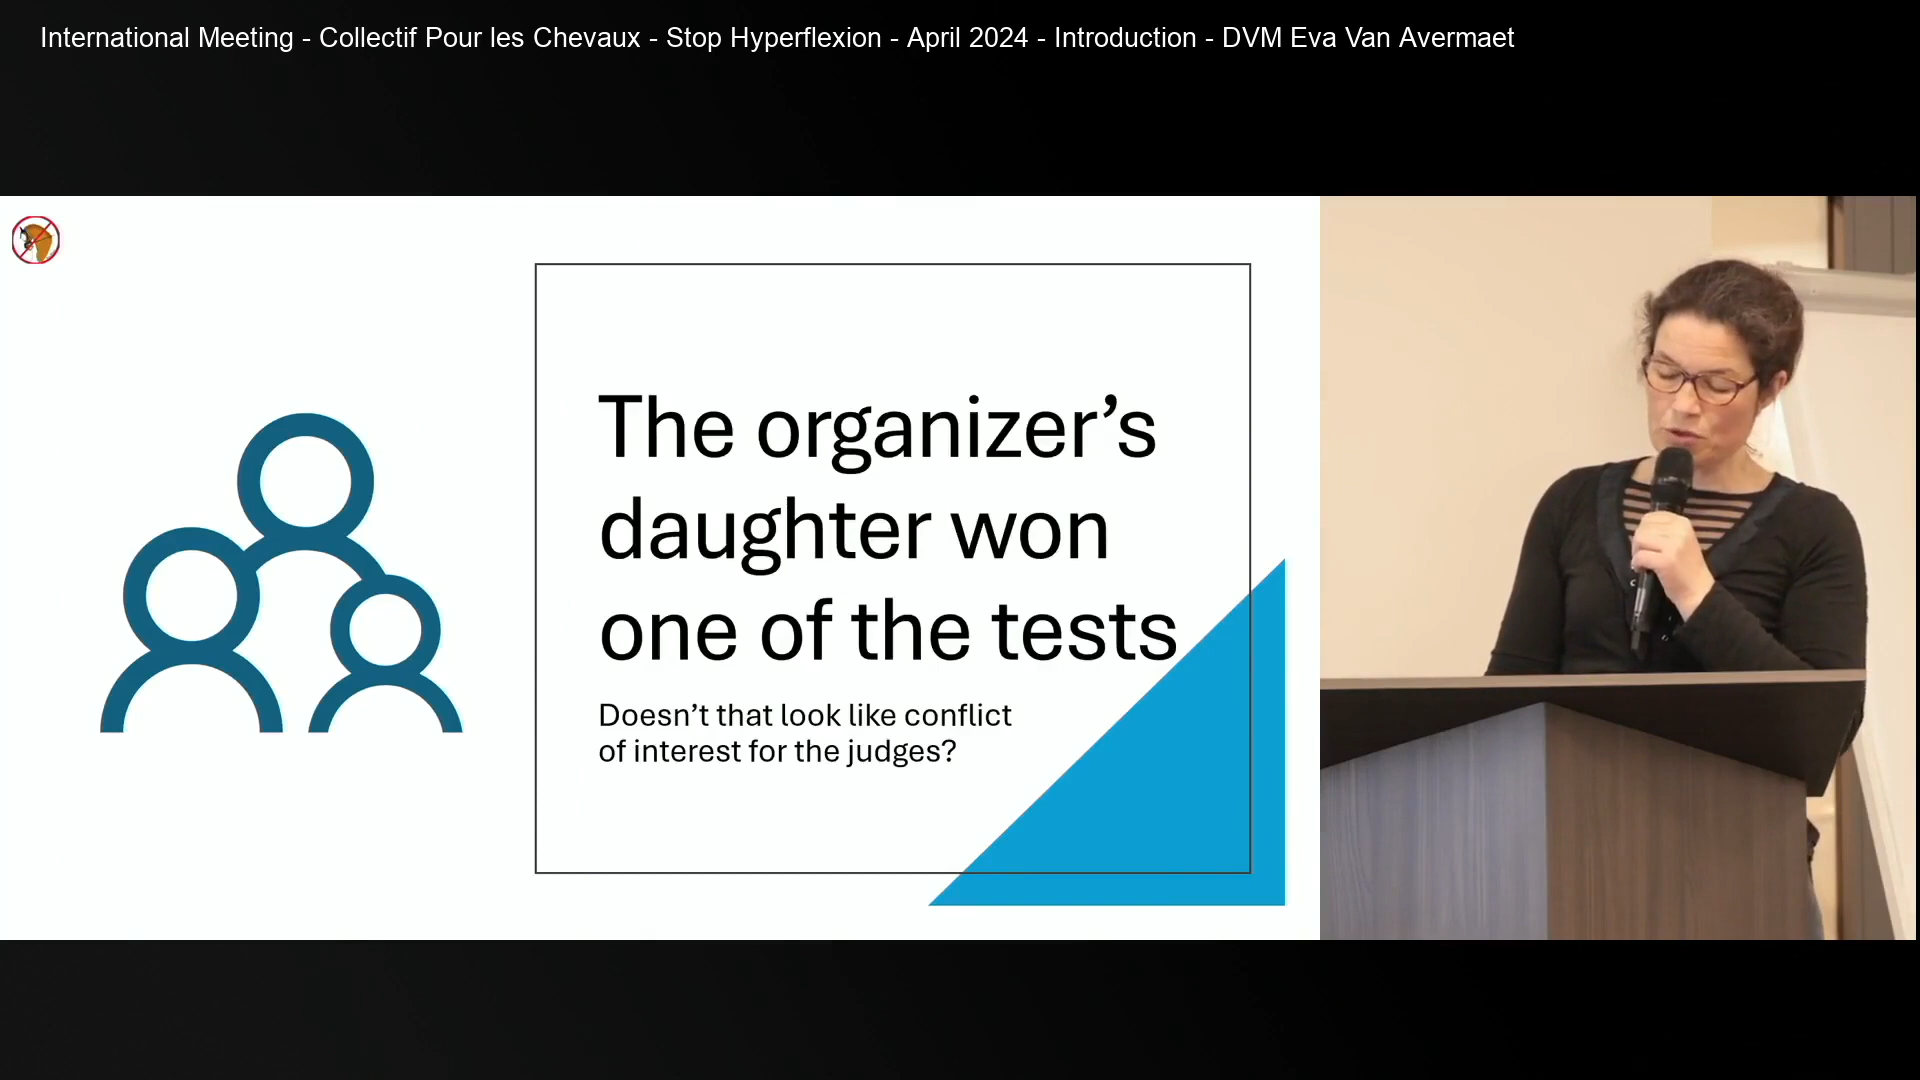 International Meeting - Collectif Pour les Chevaux - Stop Hyperflexion - April 2024 - Introduction - DVM Eva Van Avermaet
The organizer’s
daughter won
one of the tests
Doesn’t that look like conflict
of interest for the judges?